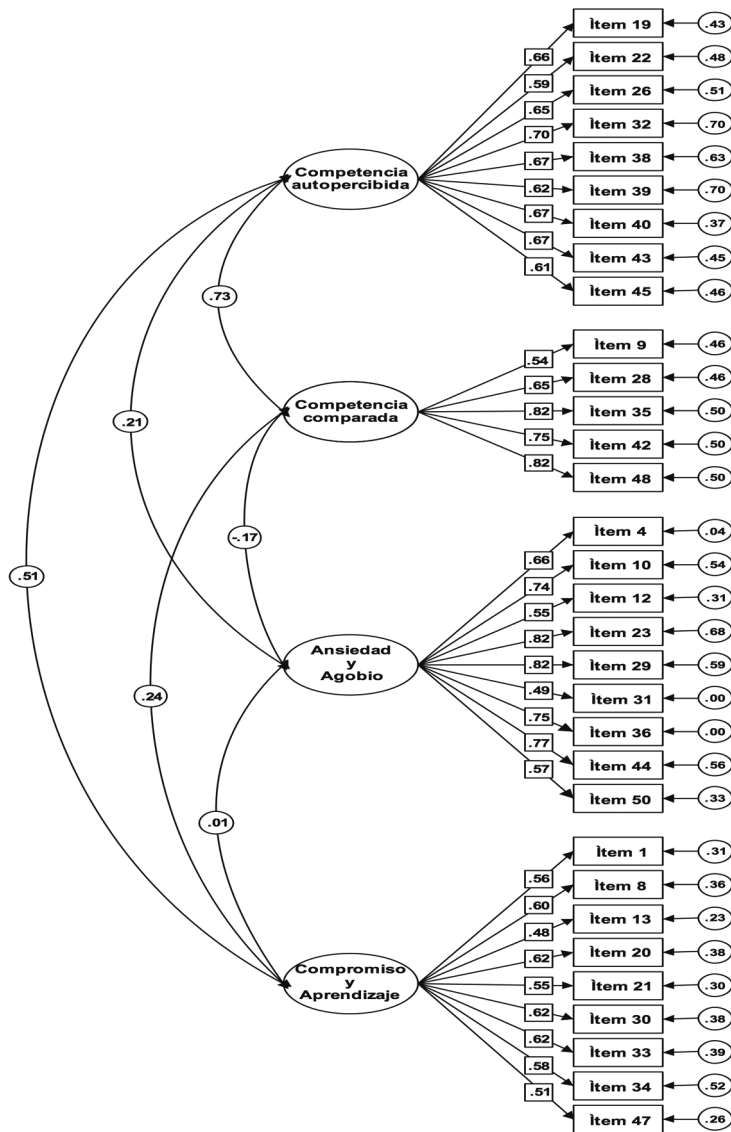 Ìtem 19
.43
.66
Ìtem 22
.48
.59
Ìtem 26
.51
.65
Ìtem 32
.70
.70
Competencia
autopercibida
Ìtem 38
.63
.67
Ìtem 39
.70
.62
Ìtem 40
.37
.67
Ìtem 43
.45
.67
Ìtem 45
.46
.61
.73
Ìtem 9
.46
.54
Ìtem 28
.46
.65
Competencia
comparada
Ìtem 35
.50
.82
Ìtem 42
.50
.75
Ìtem 48
.50
.82
.21
-.17
.51
Ìtem 4
.04
.66
Ìtem 10
.54
.74
Ìtem 12
.31
.55
Ìtem 23
.68
.82
Ansiedad
y
Agobio
Ìtem 29
.59
.82
Ìtem 31
.00
.49
Ìtem 36
.00
.75
Ìtem 44
.56
.77
Ìtem 50
.33
.57
.24
.01
Ìtem 1
.31
.56
Ìtem 8
.36
.60
Ìtem 13
.23
.48
Ìtem 20
.38
.62
Compromiso
y
Aprendizaje
Ìtem 21
.30
.55
Ìtem 30
.38
.62
Ìtem 33
.39
.62
Ìtem 34
.52
.58
Ìtem 47
.26
.51